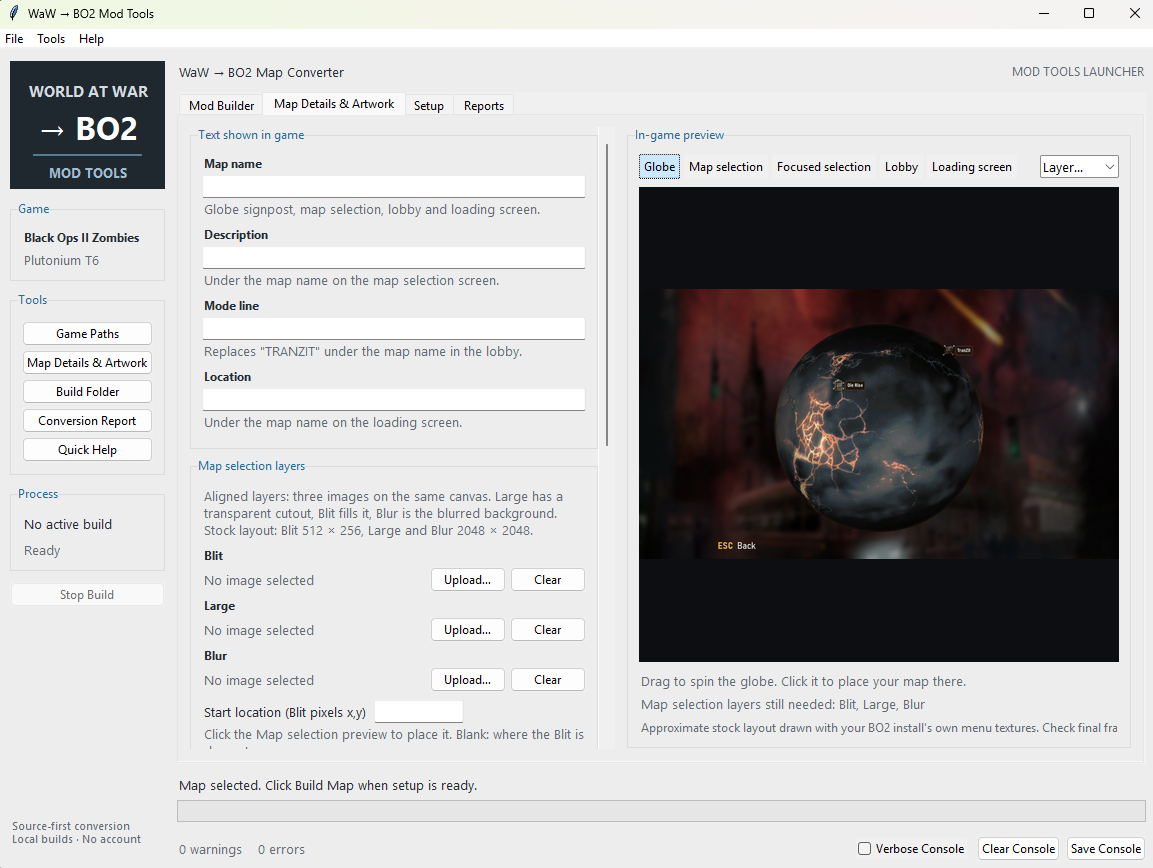 WaW → BO2 Mod Tools
File Tools Help
WORLD AT WAR
→ BO2
MOD TOOLS
Game
Black Ops II Zombies
Plutonium T6
Tools
Game Paths
Map Details & Artwork
Build Folder
Conversion Report
Quick Help
Process
No active build
Ready
Stop Build
Source-first conversion
Local builds · No account
WaW → BO2 Map Converter
MOD TOOLS LAUNCHER
Mod Builder Map Details & Artwork Setup Reports
Text shown in game
Map name
Globe signpost, map selection, lobby and loading screen.
Description
Under the map name on the map selection screen.
Mode line
Replaces "TRANZIT" under the map name in the lobby.
Location
Under the map name on the loading screen.
Map selection layers
Aligned layers: three images on the same canvas. Large has a
transparent cutout, Blit fills it, Blur is the blurred background.
Stock layout: Blit 512 × 256, Large and Blur 2048 × 2048.
Blit
No image selected Upload... Clear
Large
No image selected Upload... Clear
Blur
No image selected Upload... Clear
Start location (Blit pixels x,y)
Click the Map selection preview to place it. Blank: where the Blit is
In-game preview
Globe Map selection Focused selection Lobby Loading screen Layer...
TranZit
Die Rise
ESC Back
Drag to spin the globe. Click it to place your map there.
Map selection layers still needed: Blit, Large, Blur
Approximate stock layout drawn with your BO2 install's own menu textures. Check final fra
Map selected. Click Build Map when setup is ready.
0 warnings 0 errors
Verbose Console Clear Console Save Console